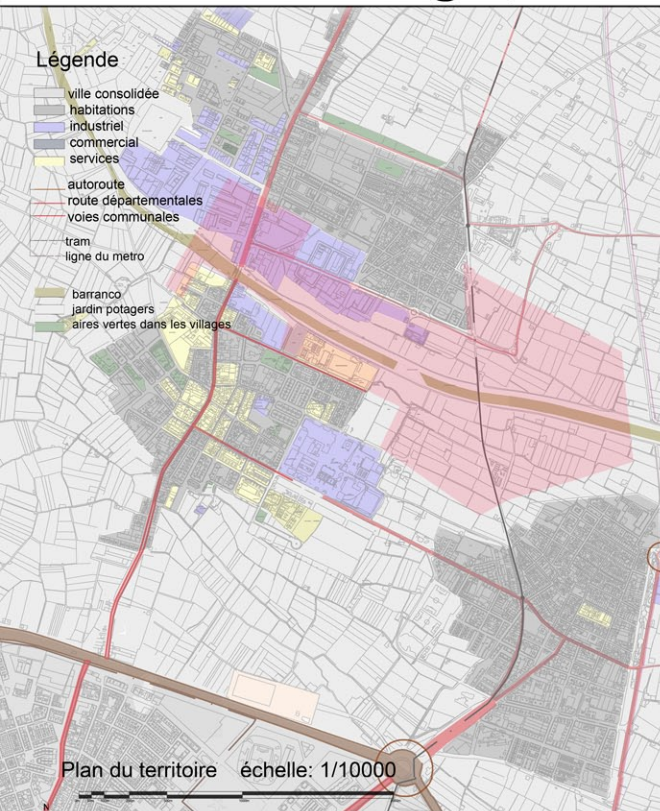 Légende
ville consolidée
habitations
industriel
commercial
services
autoroute
route départementales
voies communales
tram
ligne du metro
barranco
jardin potagers
aires vertes dans les villages
Plan du territoire échelle: 1/10000
N